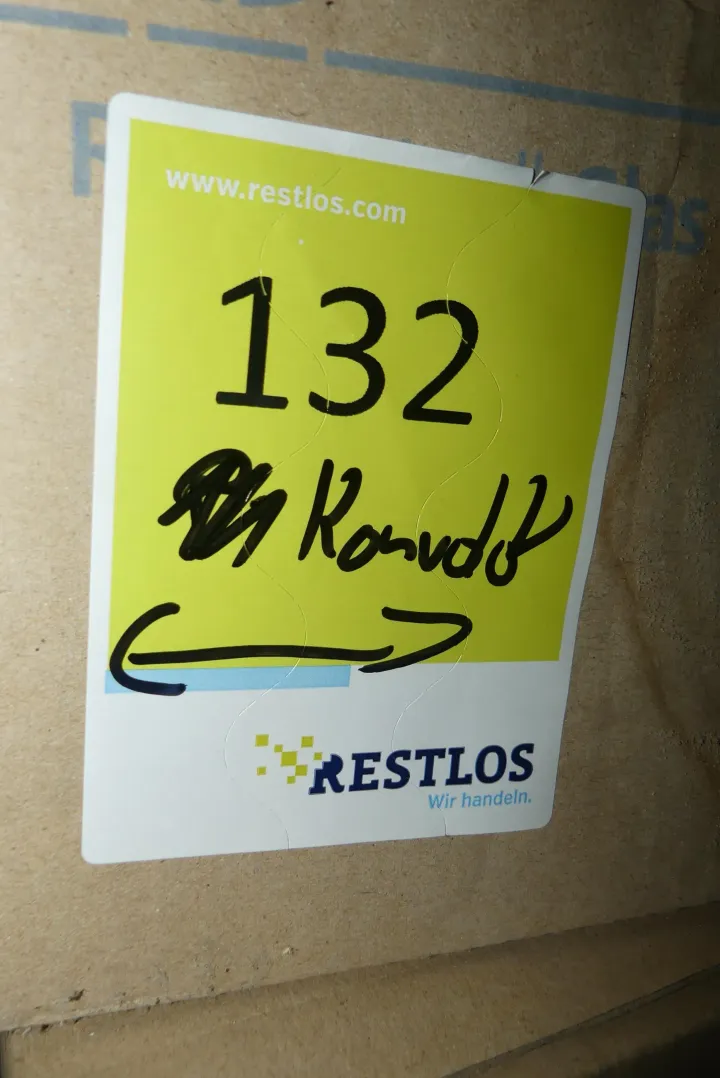 www.restlos.com
132
Konvolut
RESTLOS
Wir handeln.